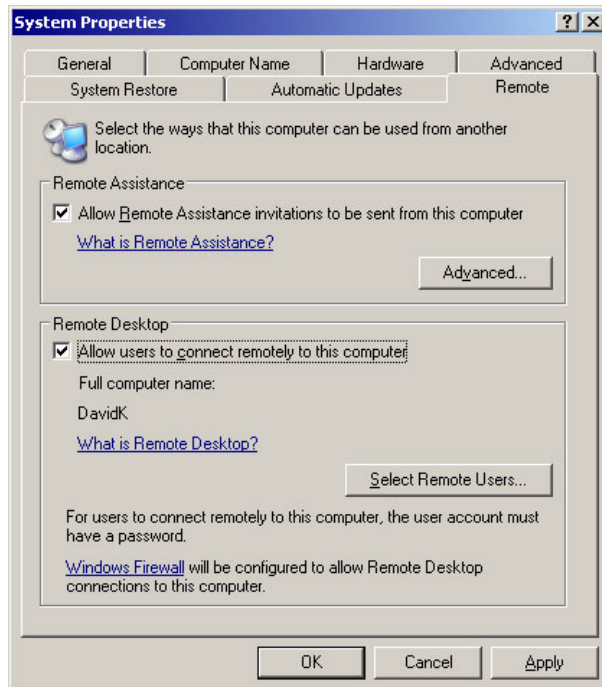 System Properties
General
Computer Name
Hardware
Advanced
System Restore
Automatic Updates
Remote
Select the ways that this computer can be used from another
location.
Remote Assistance
Allow Remote Assistance invitations to be sent from this computer
What is Remote Assistance?
Advanced...
Remote Desktop
Allow users to connect remotely to this computer
Full computer name:
DavidK
What is Remote Desktop?
Select Remote Users...
For users to connect remotely to this computer, the user account must
have a password.
Windows Firewall will be configured to allow Remote Desktop
connections to this computer.
OK
Cancel
Apply